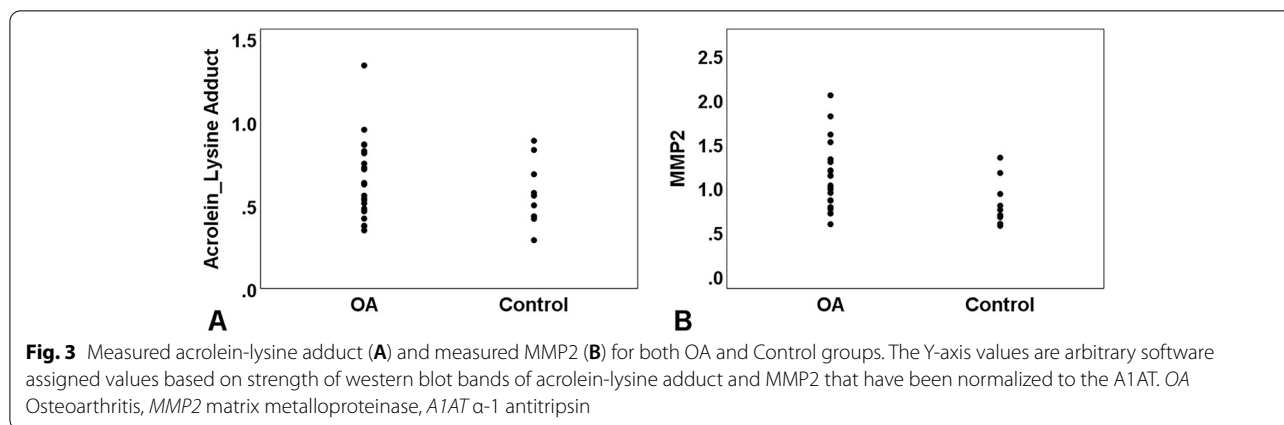 1.5
1.0
.5
.0
Acrolein_Lysine Adduct
OA Control
A
2.5
2.0
1.5
1.0
.5
.0
MMP2
OA Control
B
Fig. 3 Measured acrolein-lysine adduct (A) and measured MMP2 (B) for both OA and Control groups. The Y-axis values are arbitrary software
assigned values based on strength of western blot bands of acrolein-lysine adduct and MMP2 that have been normalized to the A1AT. OA
Osteoarthritis, MMP2 matrix metalloproteinase, A1AT α-1 antitripsin